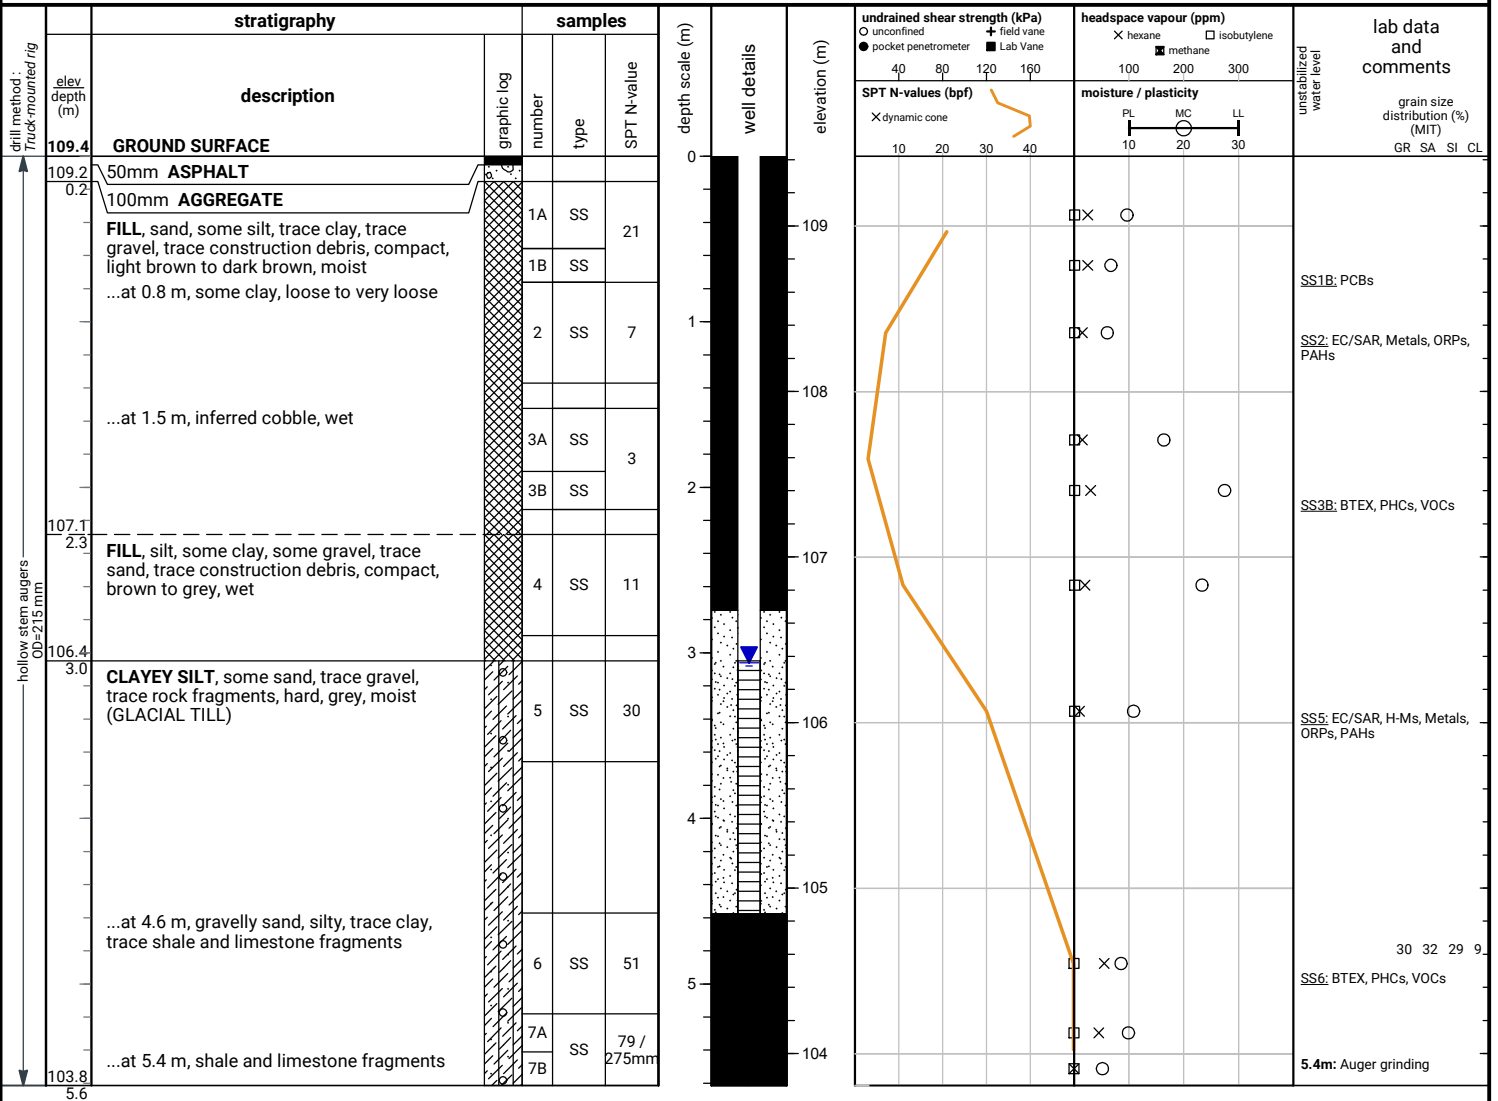 stratigraphy
samples
drill method :
Truck-mounted rig
elev
depth
(m)
description
graphic log
number
type
SPT N-value
depth scale (m)
well details
elevation (m)
undrained shear strength (kPa)
unconfined
field vane
pocket penetrometer
Lab Vane
40 80 120 160
SPT N-values (bpf)
dynamic cone
10 20 30 40
headspace vapour (ppm)
hexane
isobutylene
methane
100 200 300
moisture / plasticity
PL MC LL
10 20 30
unstabilized
water level
lab data
and
comments
grain size
distribution (%)
(MIT)
GR SA SI CL
109.4 GROUND SURFACE
109.2
0.2
50mm ASPHALT
100mm AGGREGATE
FILL, sand, some silt, trace clay, trace
gravel, trace construction debris, compact,
light brown to dark brown, moist
...at 0.8 m, some clay, loose to very loose
...at 1.5 m, inferred cobble, wet
107.1
2.3
FILL, silt, some clay, some gravel, trace
sand, trace construction debris, compact,
brown to grey, wet
106.4
3.0
CLAYEY SILT, some sand, trace gravel,
trace rock fragments, hard, grey, moist
(GLACIAL TILL)
...at 4.6 m, gravelly sand, silty, trace clay,
trace shale and limestone fragments
...at 5.4 m, shale and limestone fragments
103.8
5.6
hollow stem augers
OD=215 mm
1A SS
21
1B SS
2 SS 7
3A SS
3
3B SS
4 SS 11
5 SS 30
6 SS 51
7A
SS
79 /
275mm
7B
0
1
2
3
4
5
109
108
107
106
105
104
SS1B: PCBs
SS2: EC/SAR, Metals, ORPs,
PAHs
SS3B: BTEX, PHCs, VOCs
SS5: EC/SAR, H-Ms, Metals,
ORPs, PAHs
30 32 29 9
SS6: BTEX, PHCs, VOCs
5.4m: Auger grinding